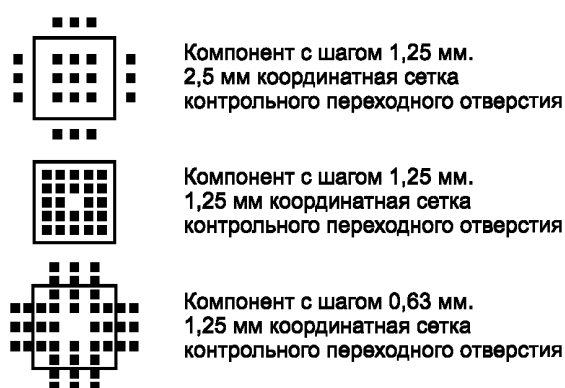 Компонент с шагом 1,25 мм.
2,5 мм координатная сетка
контрольного переходного отверстия
Компонент с шагом 1,25 мм.
1,25 мм координатная сетка
контрольного переходного отверстия
Компонент с шагом 0,63 мм.
1,25 мм координатная сетка
контрольного переходного отверстия